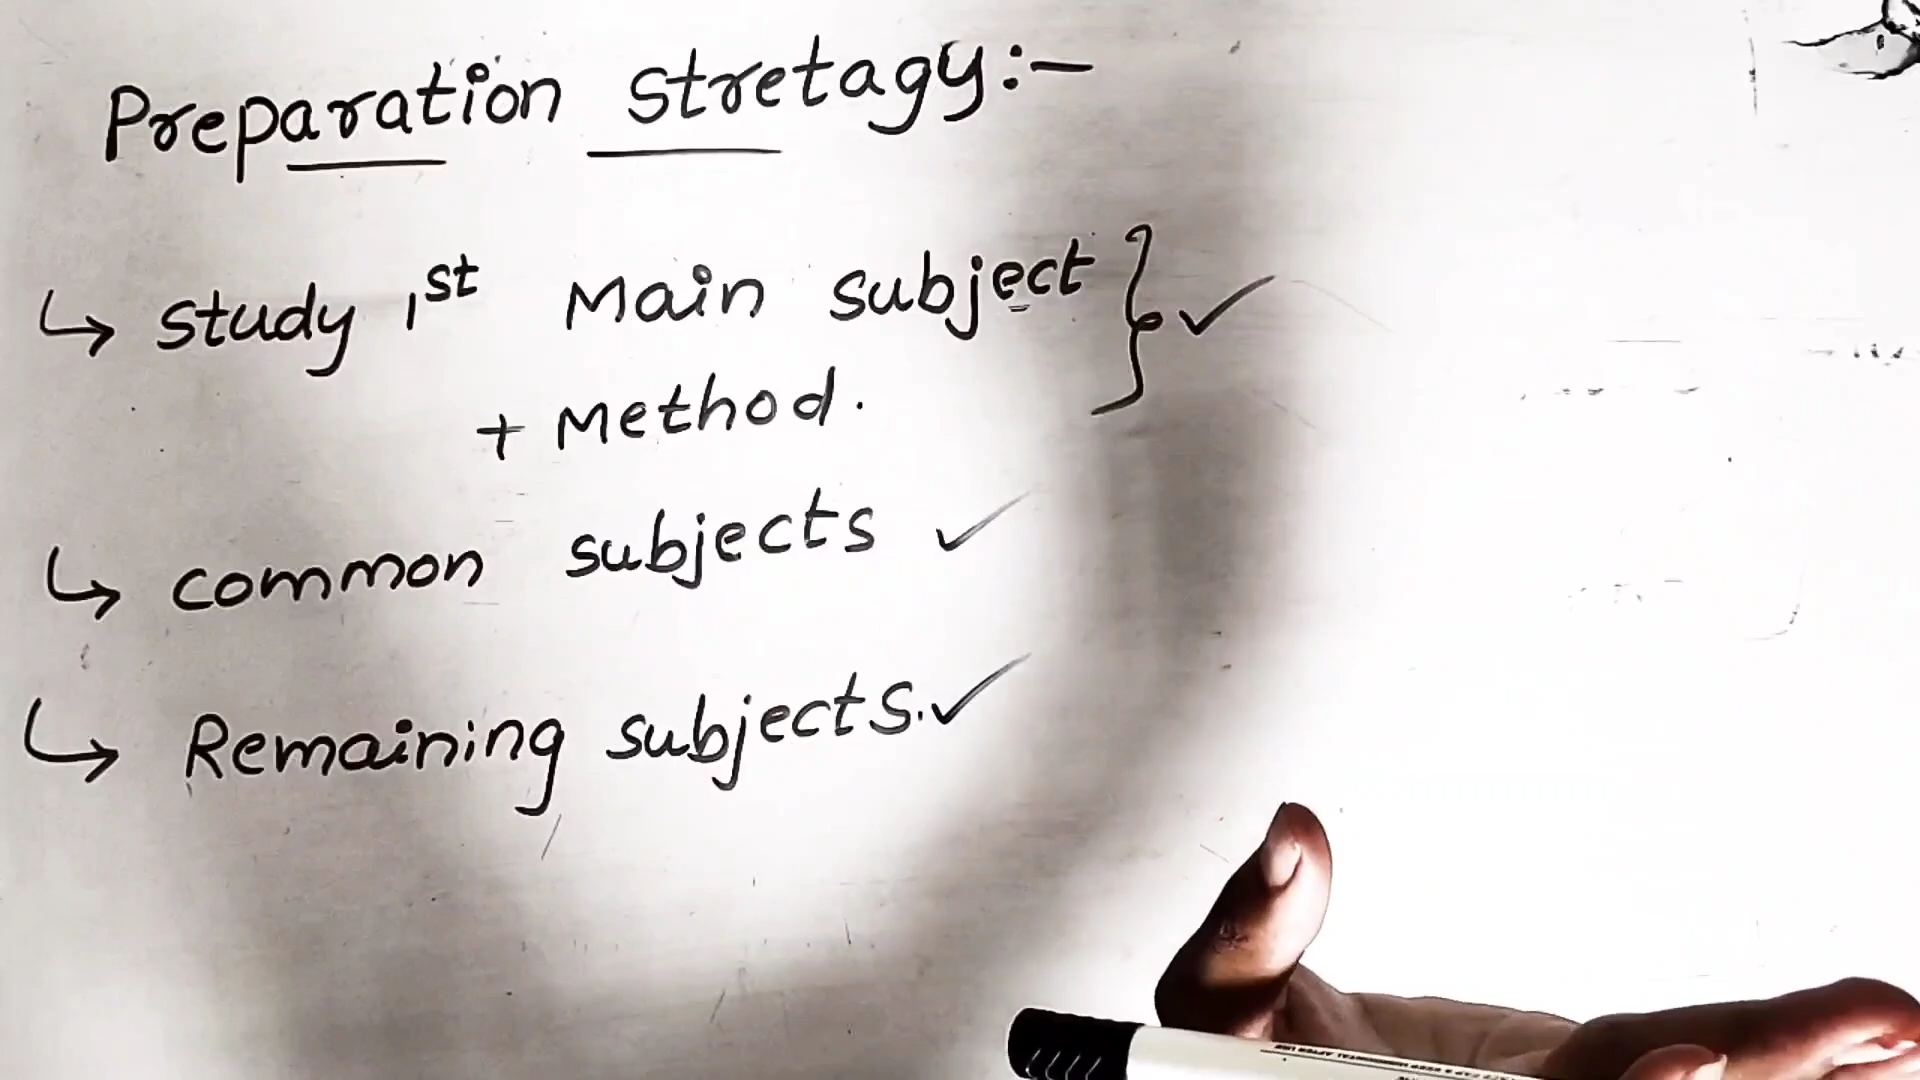 Preparation stretagy:-
↳ study 1st Main subject
+ Method.
↳ common subjects ✓
↳ Remaining subjects. ✓